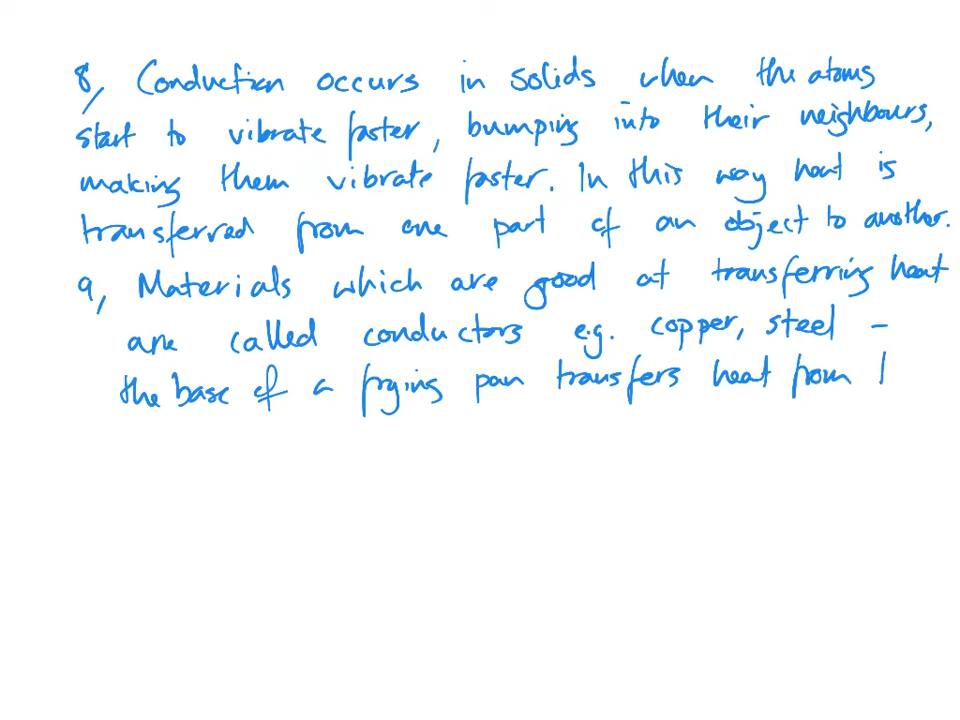 8, Conduction occurs in solids when the atoms
start to vibrate faster, bumping into their neighbours,
making them vibrate faster. In this way heat is
transferred from one part of an object to another.
9, Materials which are good at transferring heat
are called conductors e.g. copper, steel –
the base of a frying pan transfers heat from